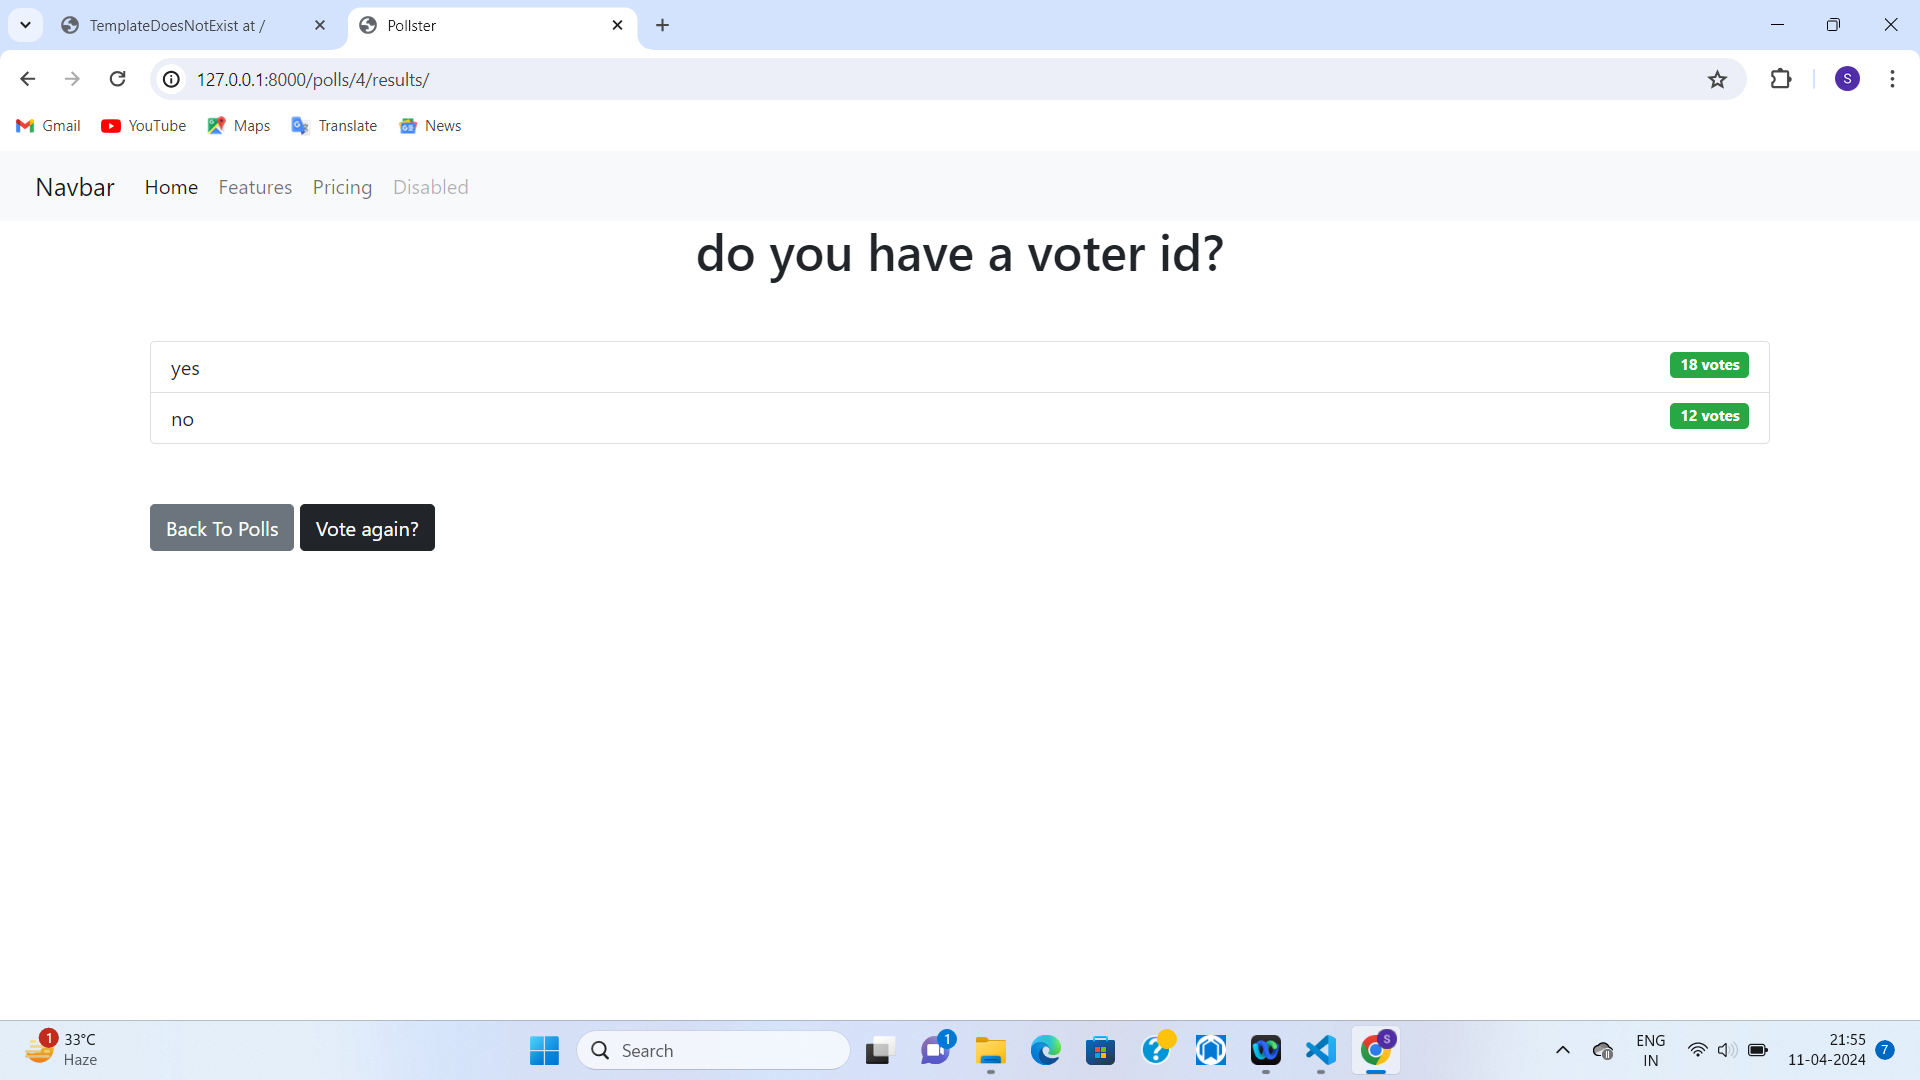 TemplateDoesNotExist at /
Pollster
127.0.0.1:8000/polls/4/results/
S
Gmail
YouTube
Maps
Translate
News
Navbar
Home
Features
Pricing
Disabled
do you have a voter id?
yes
18 votes
no
12 votes
Back To Polls
Vote again?
1
33°C
Haze
Search
1
S
ENG
IN
21:55
11-04-2024
7